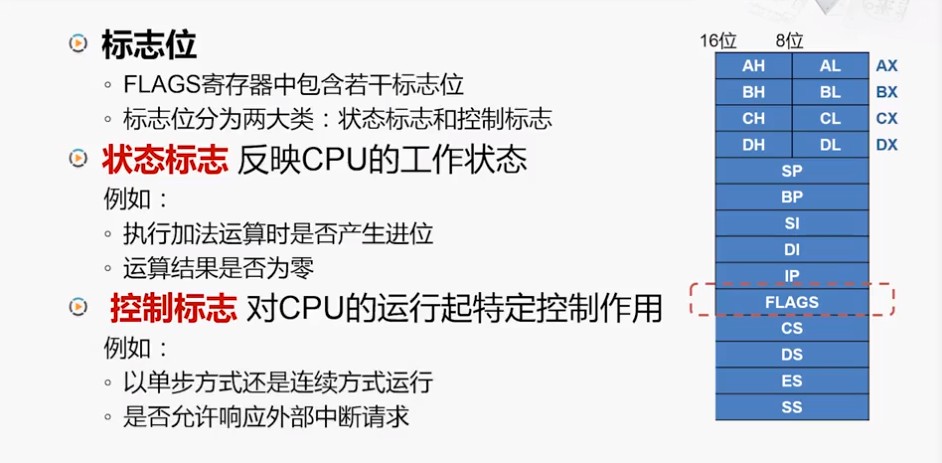 标志位
FLAGS寄存器中包含若干标志位
标志位分为两大类：状态标志和控制标志
状态标志 反映CPU的工作状态
例如：
执行加法运算时是否产生进位
运算结果是否为零
控制标志 对CPU的运行起特定控制作用
例如：
以单步方式还是连续方式运行
是否允许响应外部中断请求
16位 8位
AH AL AX
BH BL BX
CH CL CX
DH DL DX
SP
BP
SI
DI
IP
FLAGS
CS
DS
ES
SS